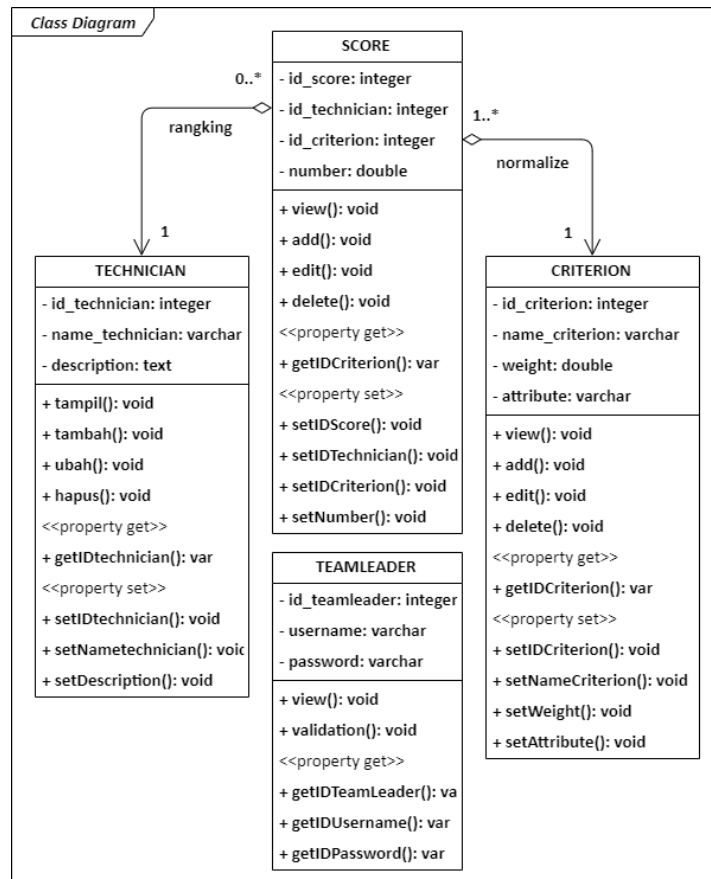 Class Diagram
SCORE
- id_score: integer
- id_technician: integer
- id_criterion: integer
- number: double
+ view(): void
+ add(): void
+ edit(): void
+ delete(): void
<<property get>>
+ getIDCriterion(): var
<<property set>>
+ setIDScore(): void
+ setIDTechnician(): void
+ setIDCriterion(): void
+ setNumber(): void
0..*
rangking
1
1..*
normalize
1
TECHNICIAN
- id_technician: integer
- name_technician: varchar
- description: text
+ tampil(): void
+ tambah(): void
+ ubah(): void
+ hapus(): void
<<property get>>
+ getIDtechnician(): var
<<property set>>
+ setIDtechnician(): void
+ setNametechnician(): voic
+ setDescription(): void
TEAMLEADER
- id_teamleader: integer
- username: varchar
- password: varchar
+ view(): void
+ validation(): void
<<property get>>
+ getIDTeamLeader(): va
+ getIDUsername(): var
+ getIDPassword(): var
CRITERION
- id_criterion: integer
- name_criterion: varchar
- weight: double
- attribute: varchar
+ view(): void
+ add(): void
+ edit(): void
+ delete(): void
<<property get>>
+ getIDCriterion(): var
<<property set>>
+ setIDCriterion(): void
+ setNameCriterion(): void
+ setWeight(): void
+ setAttribute(): void